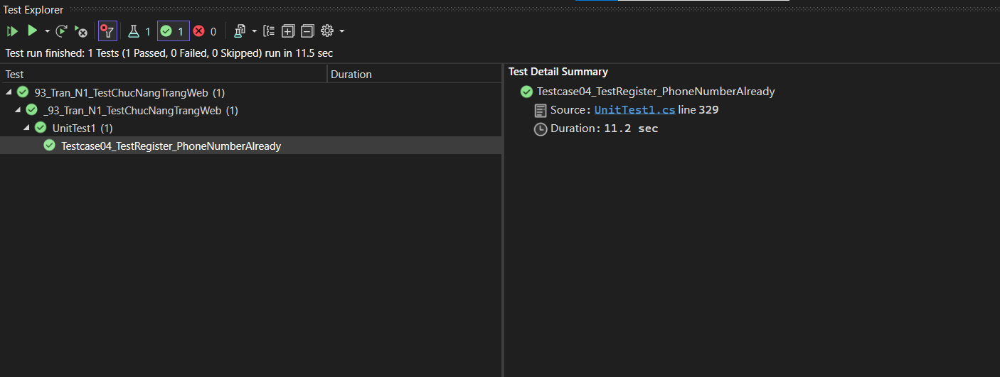 Test Explorer
1 1 0
Test run finished: 1 Tests (1 Passed, 0 Failed, 0 Skipped) run in 11.5 sec
Test Duration
93_Tran_N1_TestChucNangTrangWeb (1)
_93_Tran_N1_TestChucNangTrangWeb (1)
UnitTest1 (1)
Testcase04_TestRegister_PhoneNumberAlready
Test Detail Summary
Testcase04_TestRegister_PhoneNumberAlready
Source: UnitTest1.cs line 329
Duration: 11.2 sec